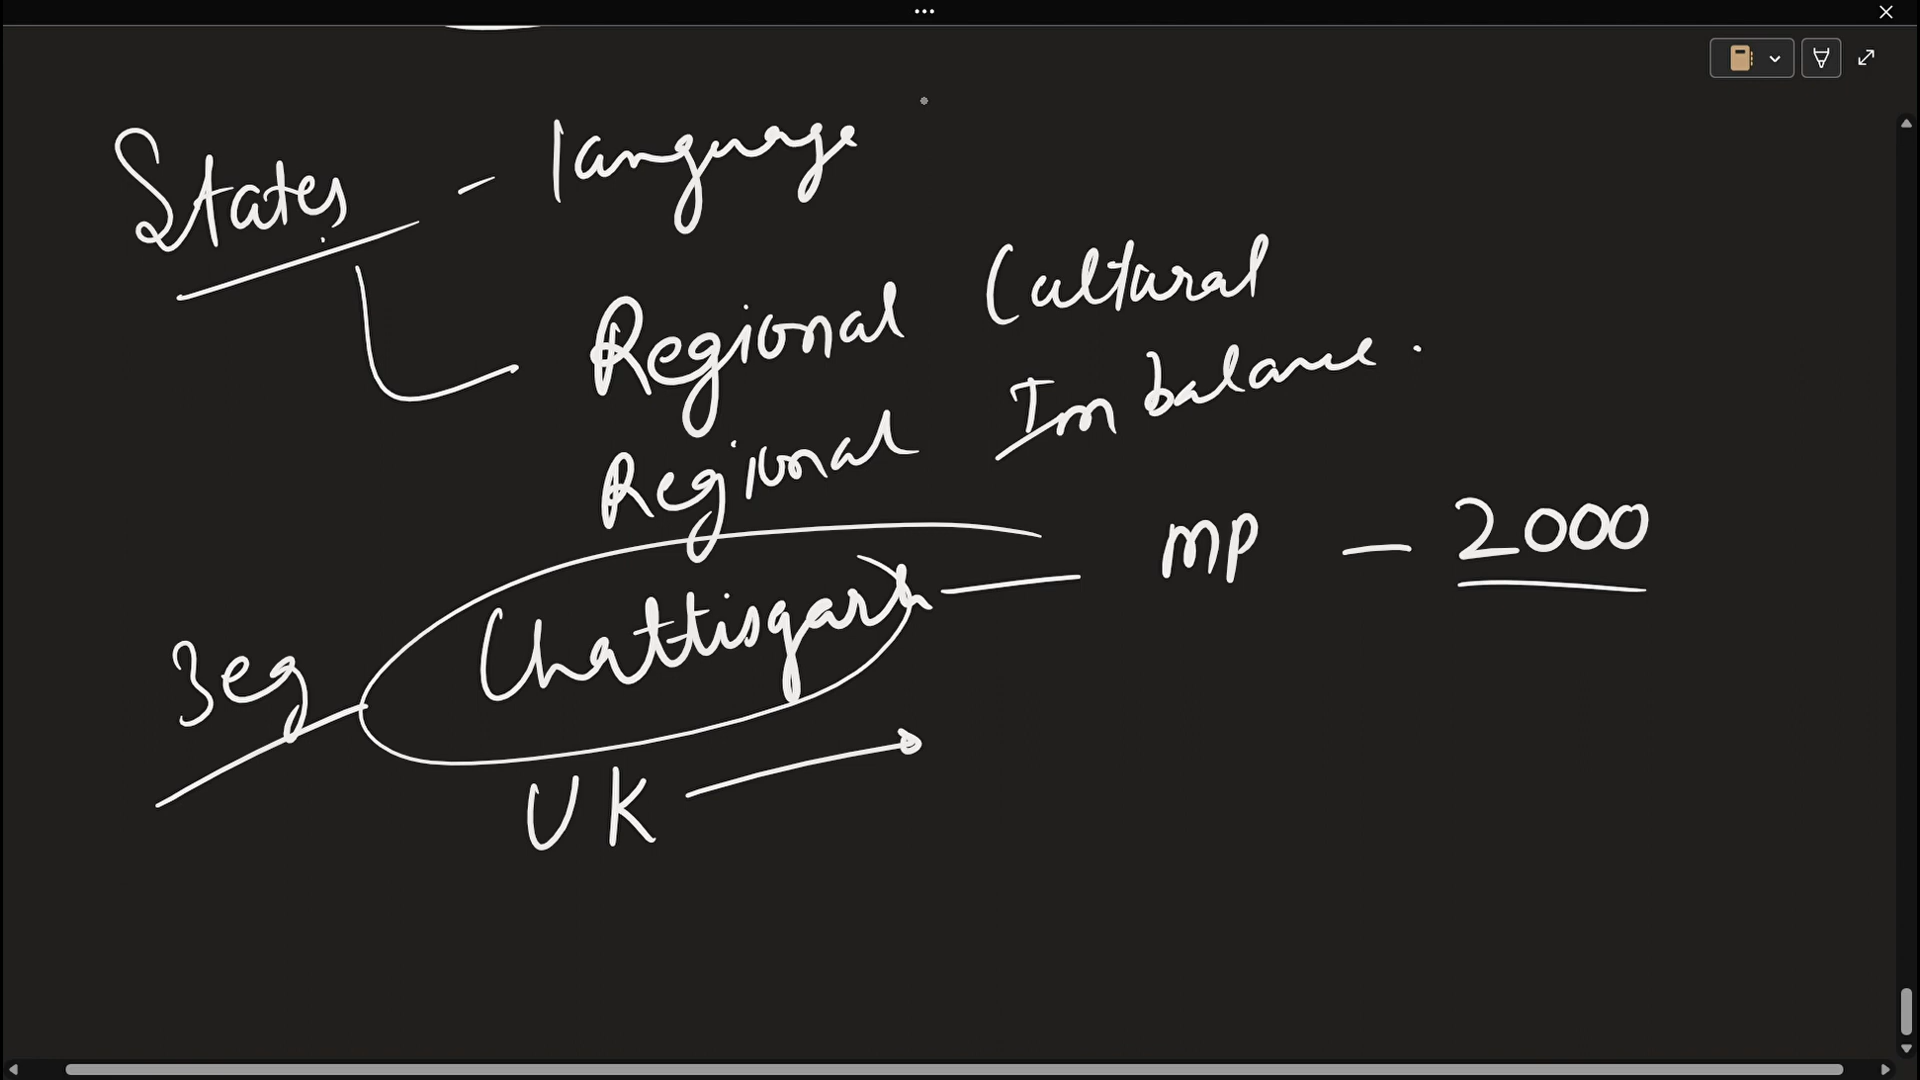 States - language
Regional Cultural
Regional Imbalance.
3eg Chattisgarh - MP - 2000
UK